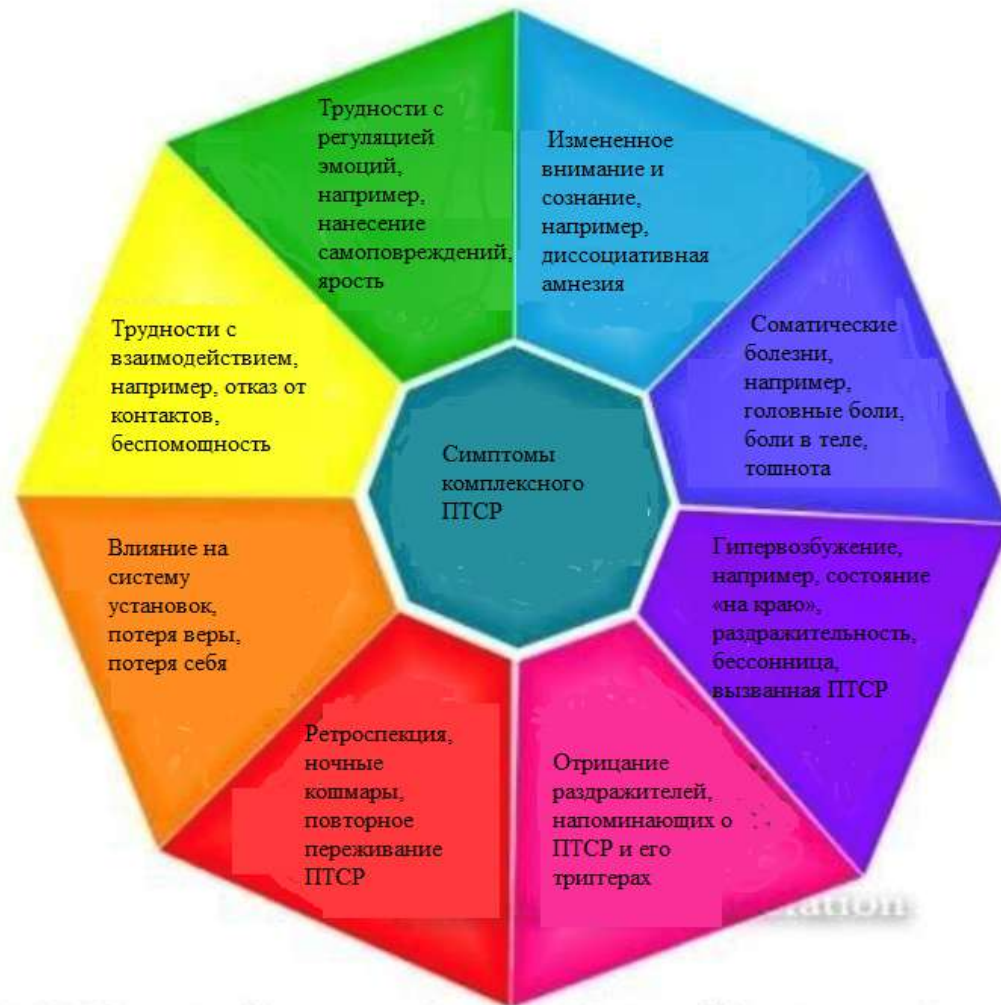 Трудности с
регуляцией
эмоций,
например,
нанесение
самоповреждений,
ярость
Измененное
внимание и
сознание,
например,
диссоциативная
амнезия
Соматические
болезни,
например,
головные боли,
боли в теле,
тошнота
Гипервозбужение,
например, состояние
«на краю»,
раздражительность,
бессонница,
вызванная ПТСР
Отрицание
раздражителей,
напоминающих о
ПТСР и его
триггерах
Ретроспекция,
ночные
кошмары,
повторное
переживание
ПТСР
Влияние на
систему
установок,
потеря веры,
потеря себя
Трудности с
взаимодействием,
например, отказ от
контактов,
беспомощность
Симптомы
комплексного
ПТСР